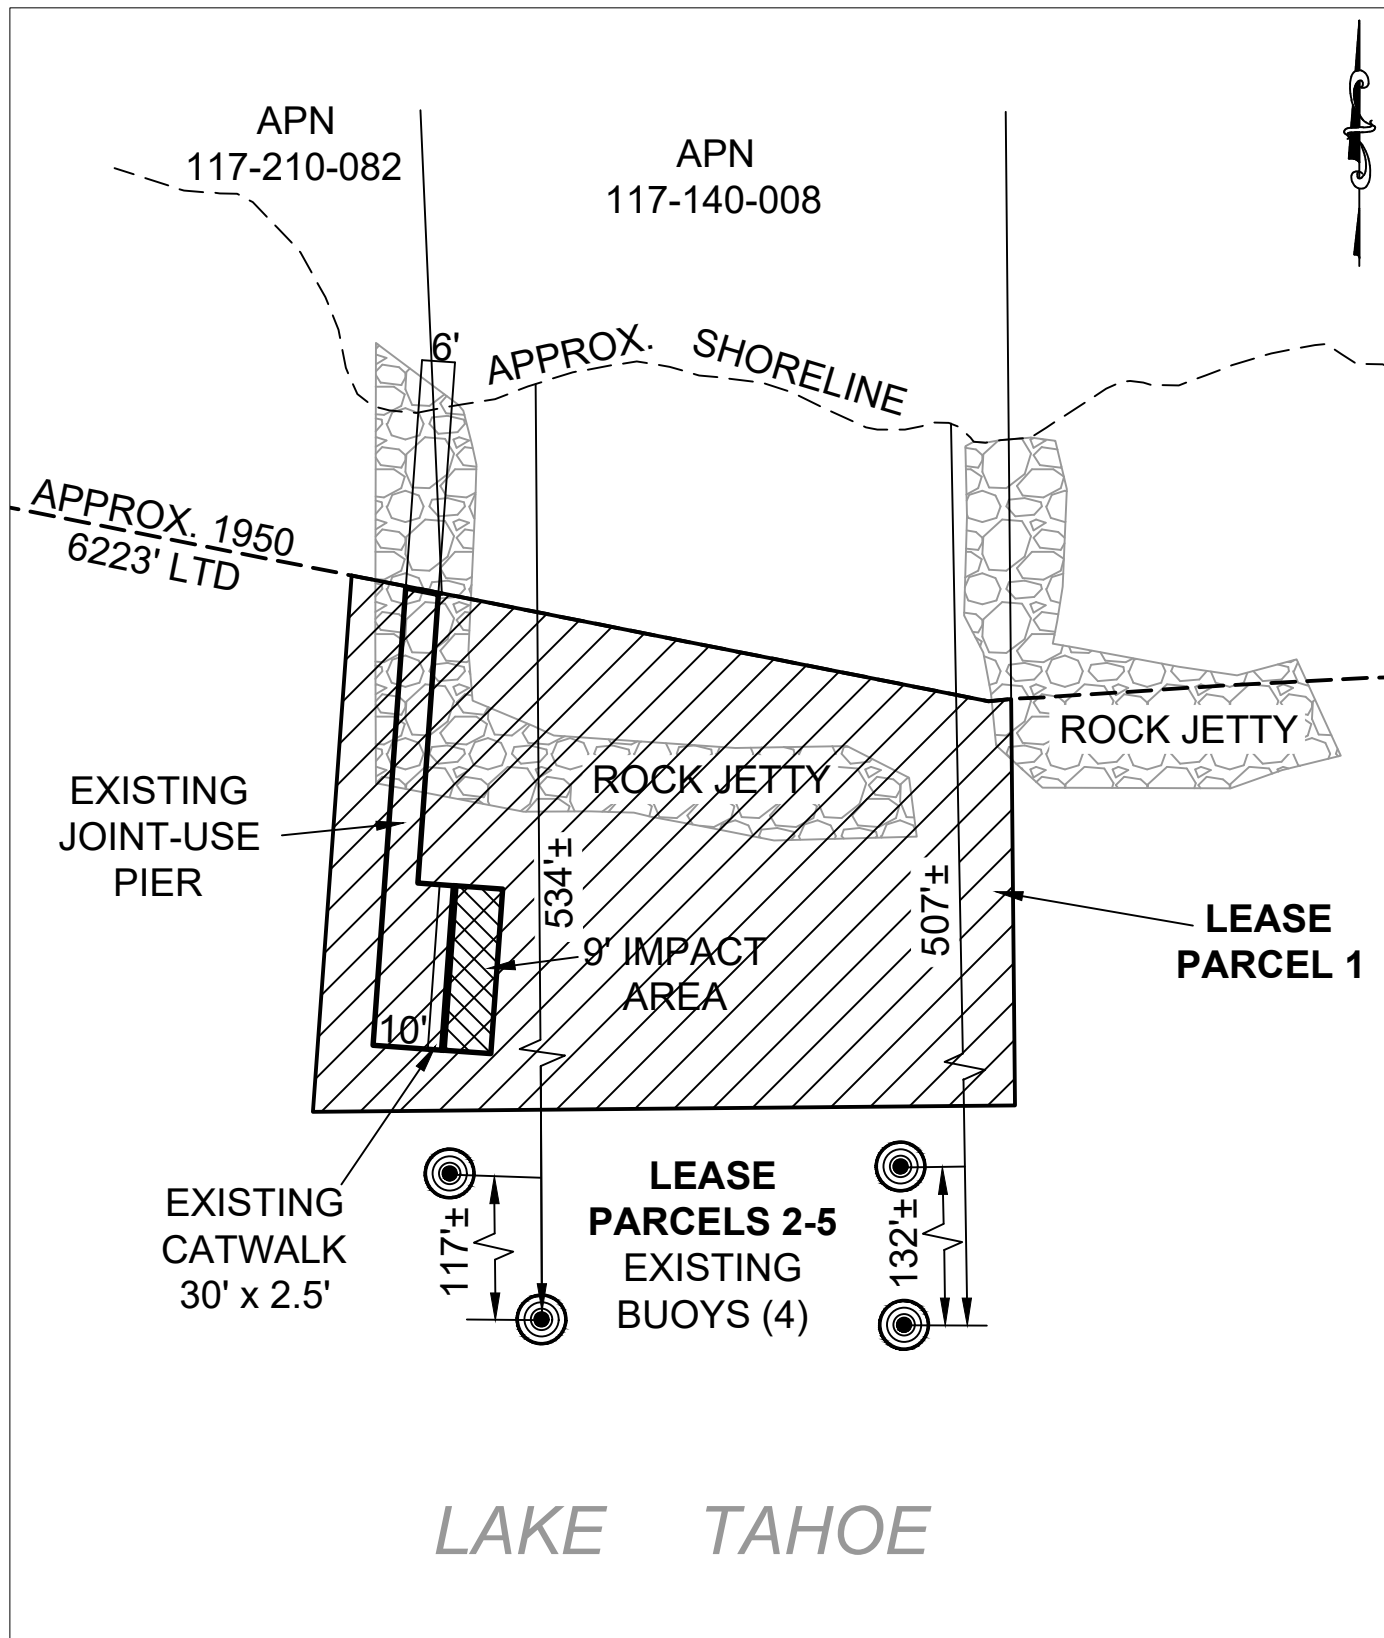 APN
117-210-082
APN
117-140-008
6'
APPROX. SHORELINE
APPROX. 1950
6223' LTD
ROCK JETTY
ROCK JETTY
EXISTING
JOINT-USE
PIER
534'±
507'±
LEASE
PARCEL 1
9' IMPACT
AREA
10'
EXISTING
CATWALK
30' x 2.5'
117'±
LEASE
PARCELS 2-5
EXISTING
BUOYS (4)
132'±
LAKE TAHOE